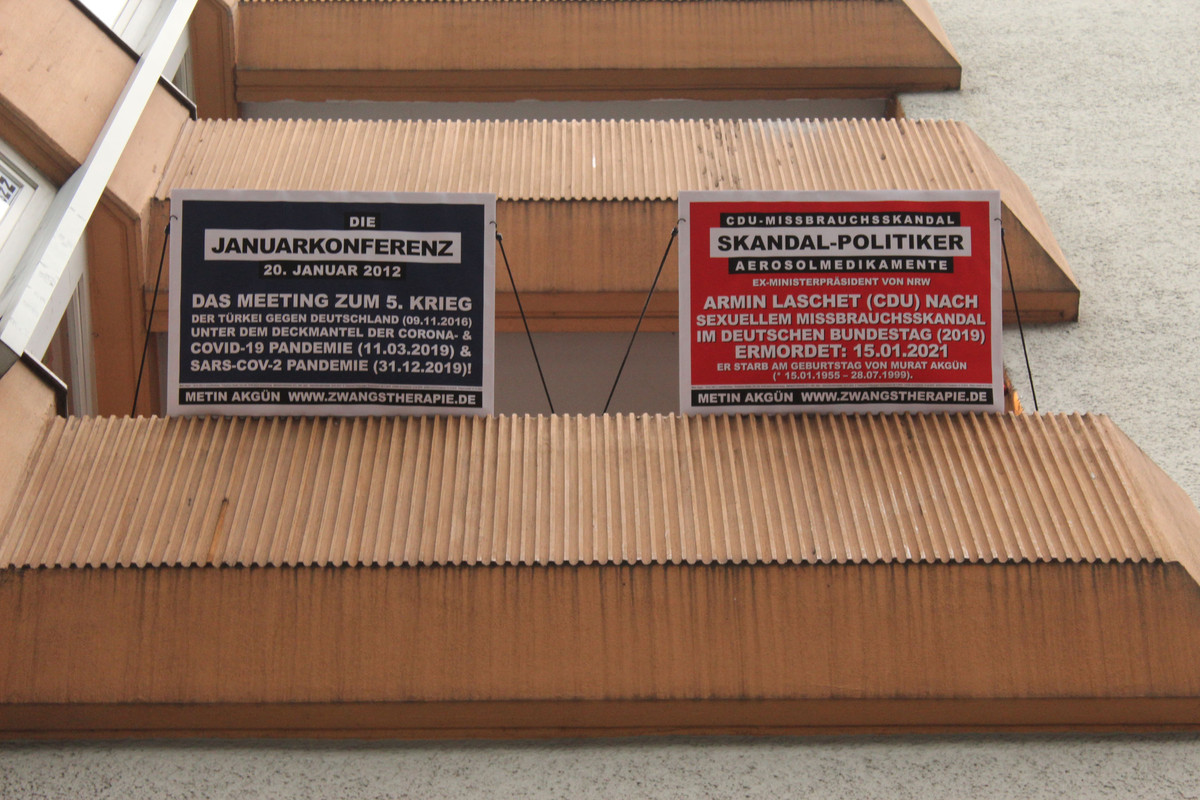 DIE
JANUARKONFERENZ
20. JANUAR 2012
DAS MEETING ZUM 5. KRIEG
DER TÜRKEI GEGEN DEUTSCHLAND (09.11.2016)
UNTER DEM DECKMANTEL DER CORONA- &
COVID-19 PANDEMIE (11.03.2019) &
SARS-COV-2 PANDEMIE (31.12.2019)!
METIN AKGÜN WWW.ZWANGSTHERAPIE.DE
CDU-MISSBRAUCHSSKANDAL
SKANDAL-POLITIKER
AEROSOLMEDIKAMENTE
EX-MINISTERPRÄSIDENT VON NRW
ARMIN LASCHET (CDU) NACH
SEXUELLEM MISSBRAUCHSSKANDAL
IM DEUTSCHEN BUNDESTAG (2019)
ERMORDET: 15.01.2021
ER STARB AM GEBURTSTAG VON MURAT AKGÜN
(* 15.01.1955 – 28.07.1999).
METIN AKGÜN WWW.ZWANGSTHERAPIE.DE